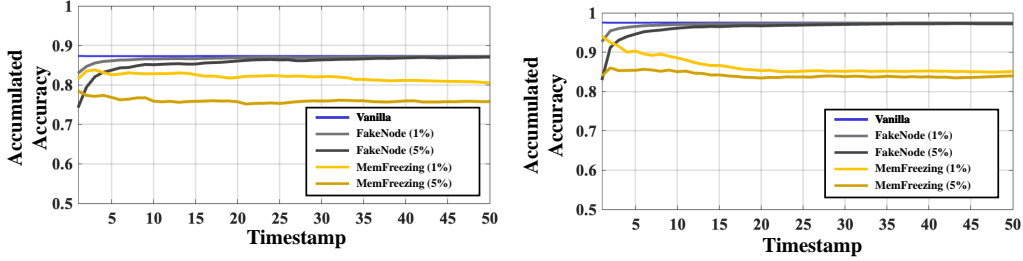 Accumulated
Accuracy
1
0.9
0.8
0.7
0.6
0.5
Vanilla
FakeNode (1%)
FakeNode (5%)
MemFreezing (1%)
MemFreezing (5%)
5 10 15 20 25 30 35 40 45 50
Timestamp
Accumulated
Accuracy
1
0.9
0.8
0.7
0.6
0.5
Vanilla
FakeNode (1%)
FakeNode (5%)
MemFreezing (1%)
MemFreezing (5%)
5 10 15 20 25 30 35 40 45 50
Timestamp